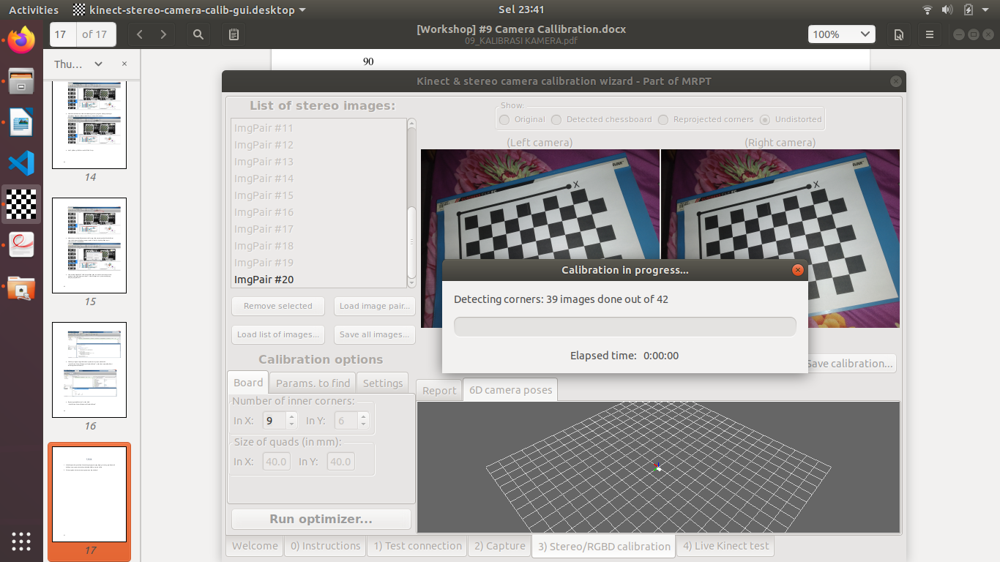 Activities
kinect-stereo-camera-calib-gui.desktop
Sel 23:41
17 of 17
[Workshop] #9 Camera Callibration.docx
09_KALIBRASI KAMERA.pdf
100%
Thu…
14
15
16
17
90
Kinect & stereo camera calibration wizard - Part of MRPT
List of stereo images:
ImgPair #11
ImgPair #12
ImgPair #13
ImgPair #14
ImgPair #15
ImgPair #16
ImgPair #17
ImgPair #18
ImgPair #19
ImgPair #20
Remove selected
Load image pair...
Load list of images...
Save all images...
Show:
Original
Detected chessboard
Reprojected corners
Undistorted
(Left camera)
(Right camera)
X
X
Calibration in progress...
Detecting corners: 39 images done out of 42
Elapsed time: 0:00:00
Save calibration...
Calibration options
Board
Params. to find
Settings
Number of inner corners:
In X: 9
In Y: 6
Size of quads (in mm):
In X: 40.0
In Y: 40.0
Run optimizer...
Report
6D camera poses
Welcome
0) Instructions
1) Test connection
2) Capture
3) Stereo/RGBD calibration
4) Live Kinect test